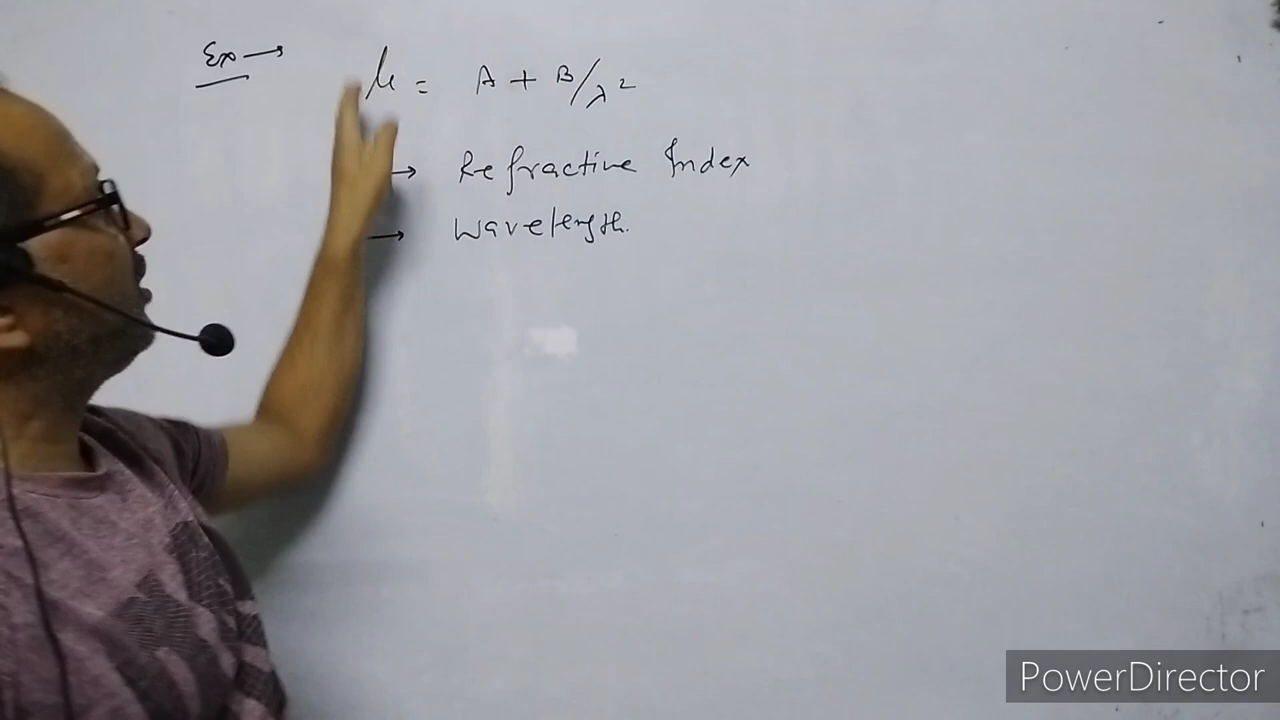 Ex →
μ = A + B/λ²
→ Refractive Index
→ Wavelength.
PowerDirector